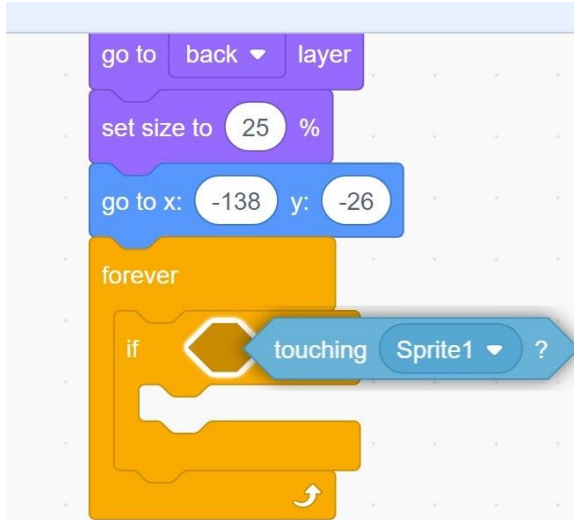 go to back layer
set size to 25 %
go to x: -138 y: -26
forever
if touching Sprite1 ?